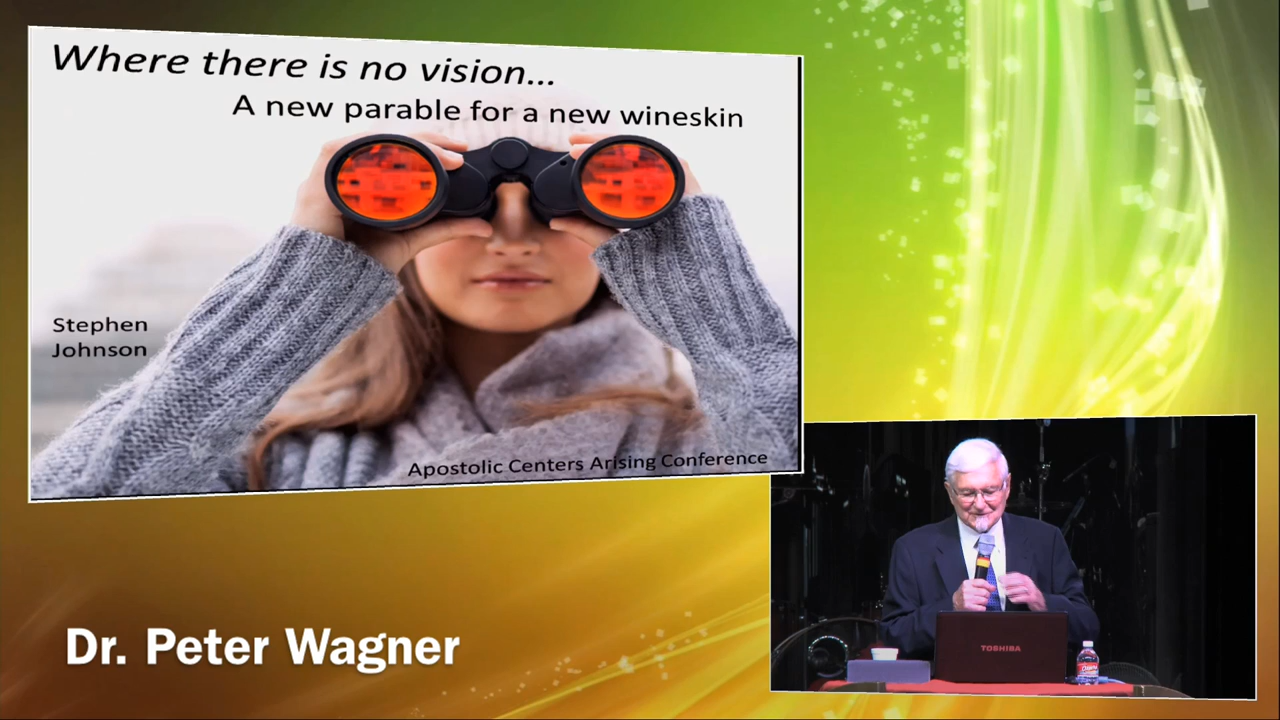 Where there is no vision...
A new parable for a new wineskin
Stephen
Johnson
Apostolic Centers Arising Conference
Dr. Peter Wagner
TOSHIBA